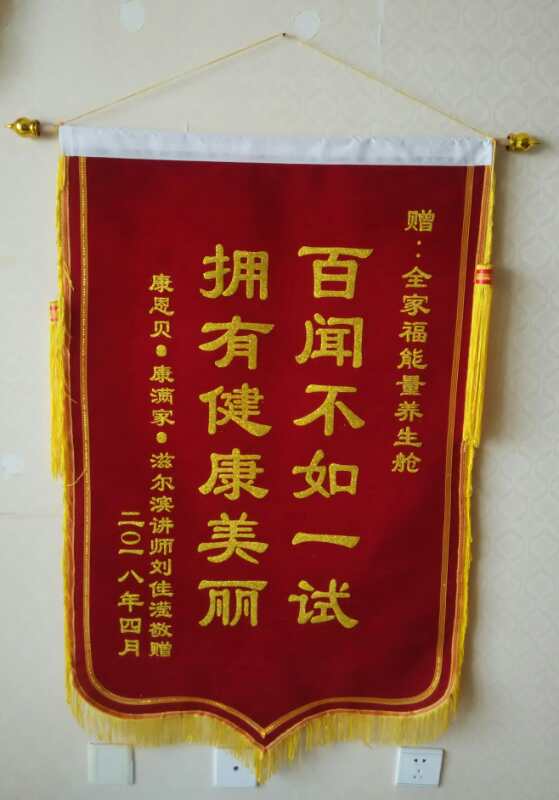 赠：全家福能量养生舱
百闻不如一试
拥有健康美丽
康恩贝•康满家•滋尔滨讲师刘佳滢敬赠
二〇一八年四月